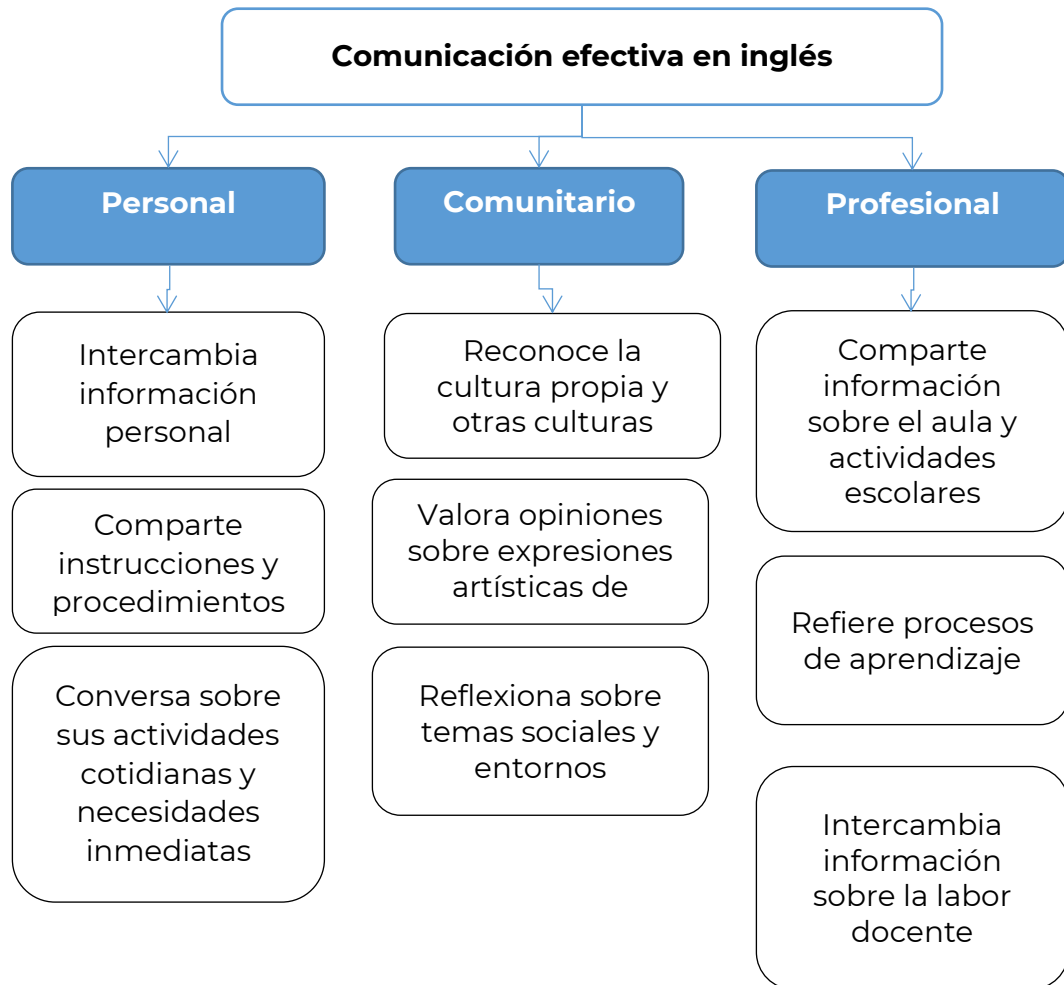 Comunicación efectiva en inglés
Personal
Comunitario
Profesional
Intercambia
información
personal
Comparte
instrucciones y
procedimientos
Conversa sobre
sus actividades
cotidianas y
necesidades
inmediatas
Reconoce la
cultura propia y
otras culturas
Valora opiniones
sobre expresiones
artísticas de
Reflexiona sobre
temas sociales y
entornos
Comparte
información
sobre el aula y
actividades
escolares
Refiere procesos
de aprendizaje
Intercambia
información
sobre la labor
docente